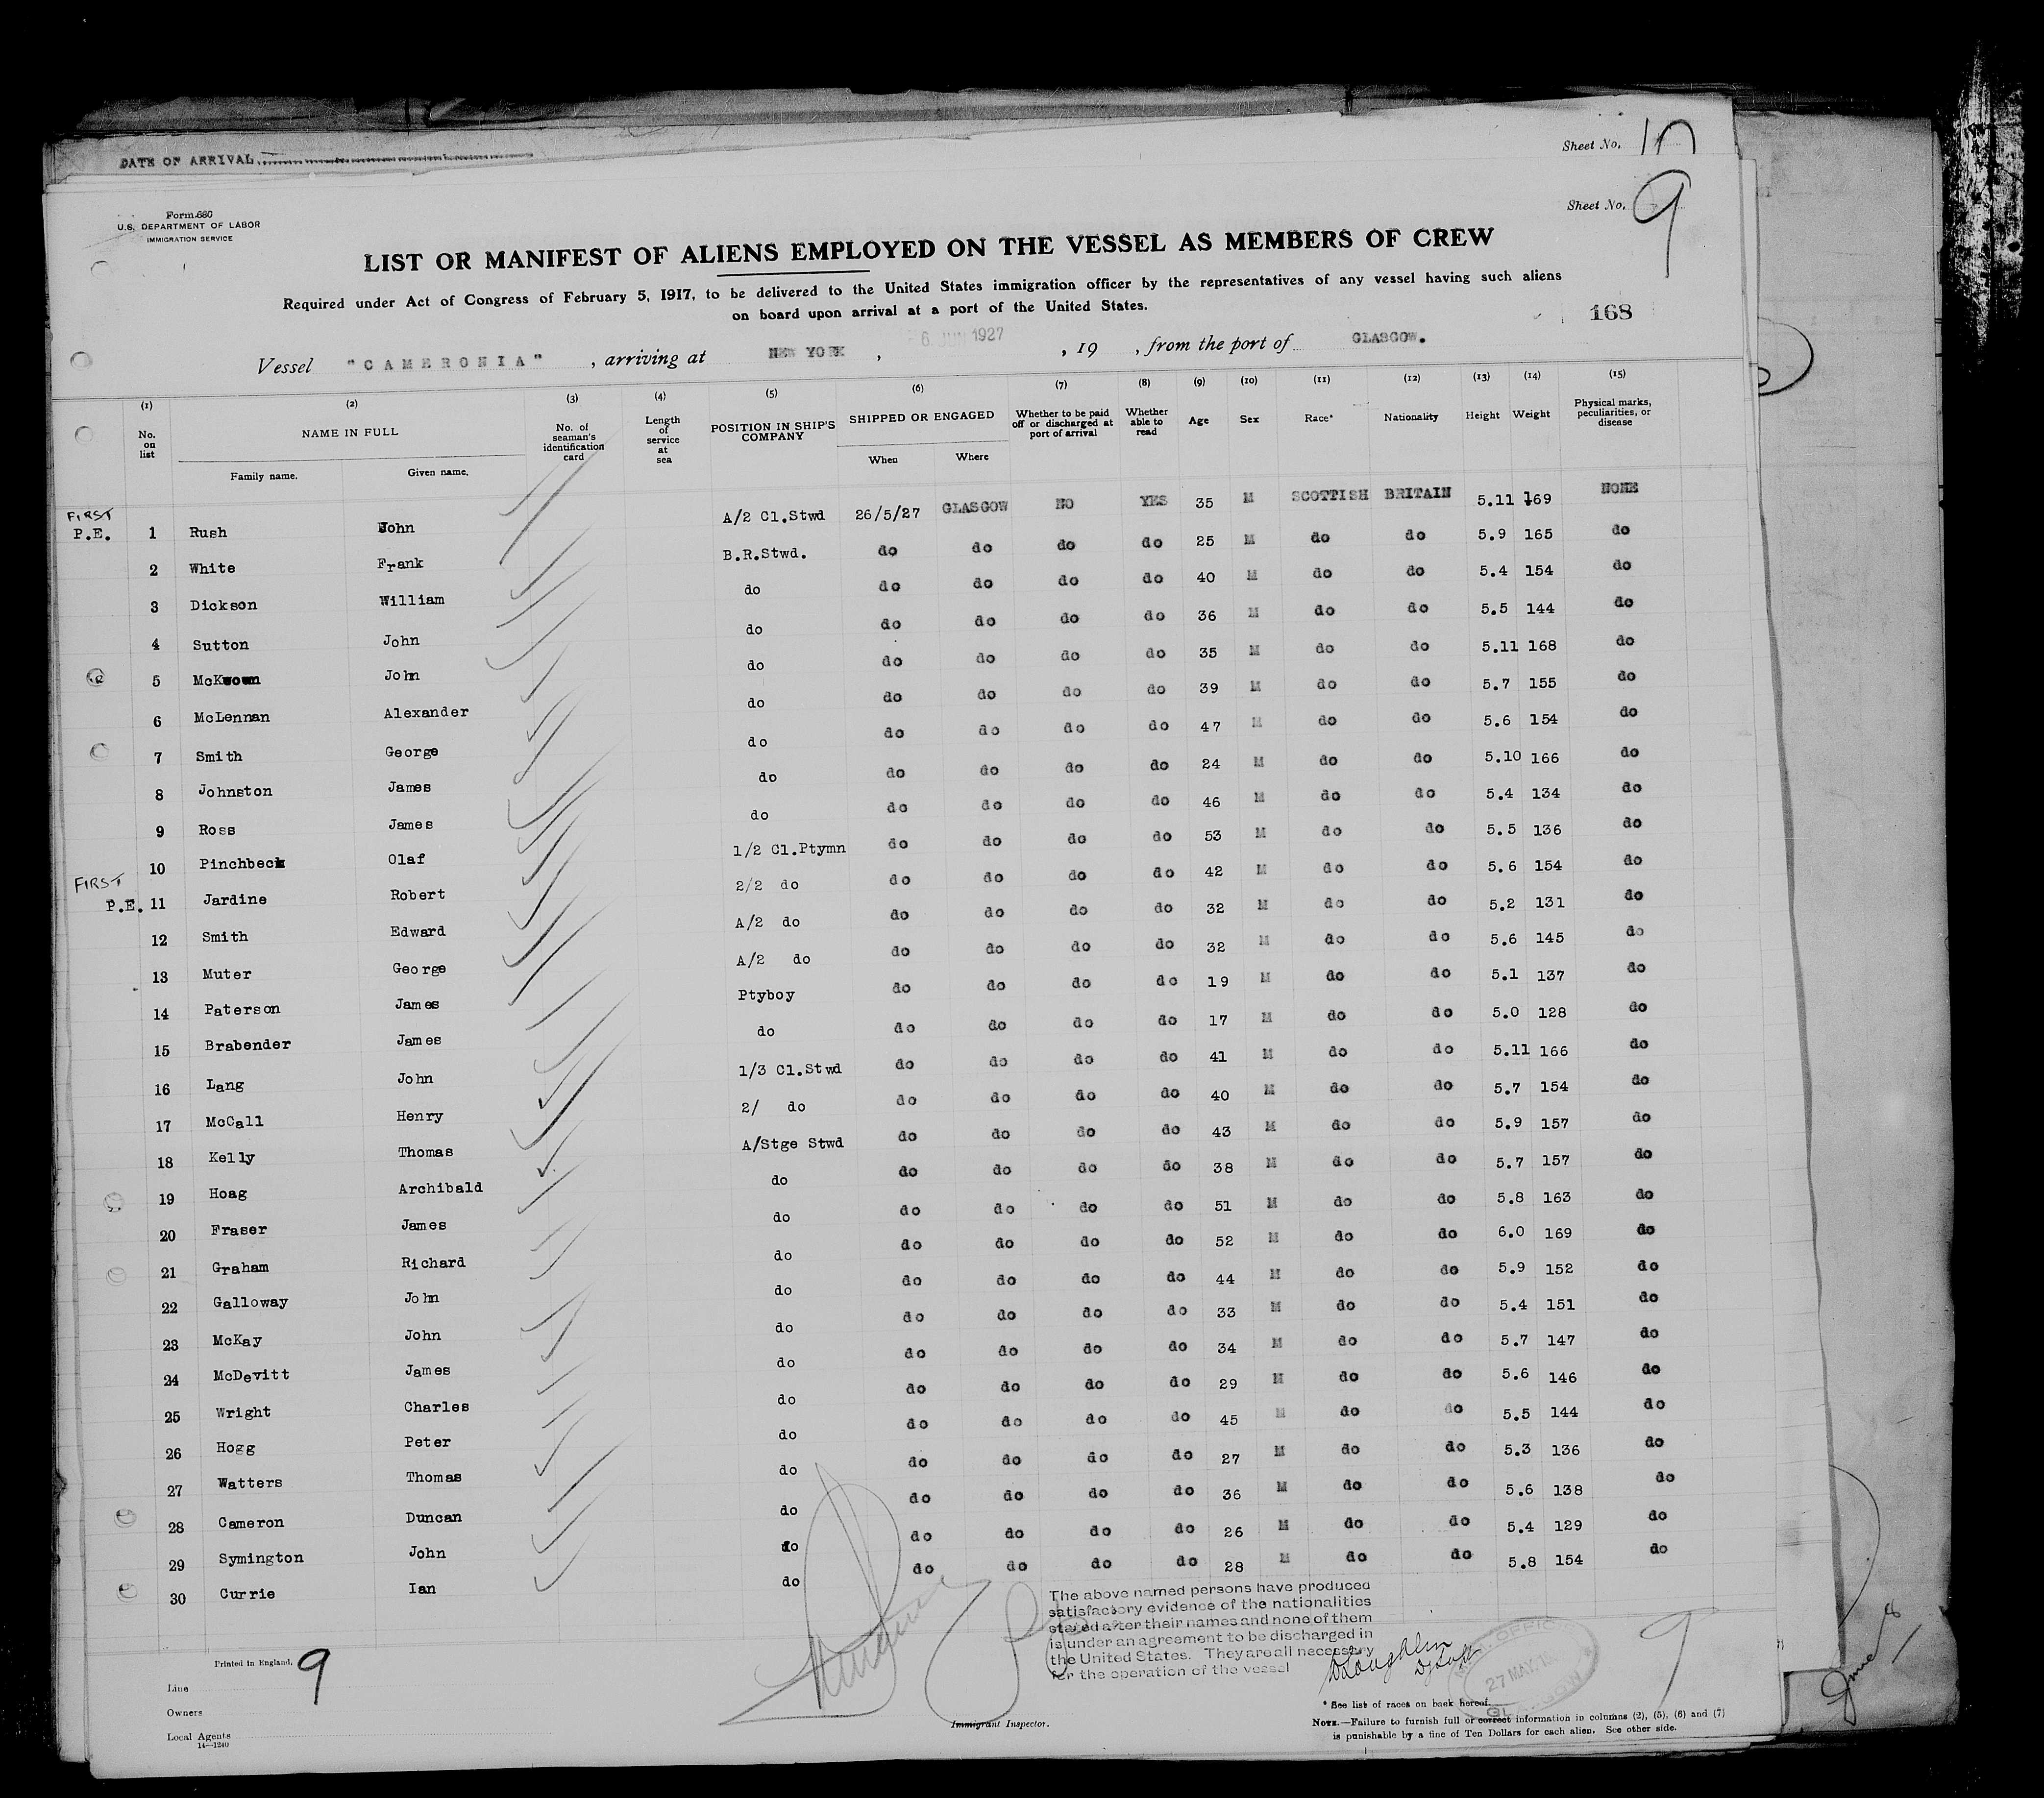 DATE OF ARRIVAL
Sheet No. 10
Sheet No. 9
Form 680
U.S. DEPARTMENT OF LABOR
IMMIGRATION SERVICE
LIST OR MANIFEST OF ALIENS EMPLOYED ON THE VESSEL AS MEMBERS OF CREW
Required under Act of Congress of February 5, 1917, to be delivered to the United States immigration officer by the representatives of any vessel having such aliens
on board upon arrival at a port of the United States.
168
Vessel "CAMERONIA", arriving at NEW YORK, 6 JUN 1927, 19 , from the port of GLASGOW.
(1) (2) (3) (4) (5) (6) (7) (8) (9) (10) (11) (12) (13) (14) (15)
No. on list NAME IN FULL No. of seaman's identification card Length of service at sea POSITION IN SHIP'S COMPANY SHIPPED OR ENGAGED Whether to be paid off or discharged at port of arrival Whether able to read Age Sex Race* Nationality Height Weight Physical marks, peculiarities, or disease
Family name. Given name. When Where
FIRST
P.E. 1 Rush John A/2 Cl.Stwd 26/5/27 GLASGOW NO YES 35 M SCOTTISH BRITAIN 5.11 169 NONE
2 White Frank B.R.Stwd. do do do do 25 M do do 5.9 165 do
3 Dickson William do do do do do 40 M do do 5.4 154 do
4 Sutton John do do do do do 36 M do do 5.5 144 do
5 John do do do do do 35 M do do 5.11 168 do
6 McLennan Alexander do do do do do 39 M do do 5.7 155 do
7 Smith George do do do do do 47 M do do 5.6 154 do
8 Johnston James do do do do do 24 M do do 5.10 166 do
9 Ross James do do do do do 46 M do do 5.4 134 do
10 Pinchbeck Olaf 1/2 Cl.Ptymn do do do do 53 M do do 5.5 136 do
FIRST
P.E. 11 Jardine Robert 2/2 do do do do do 42 M do do 5.6 154 do
12 Smith Edward A/2 do do do do do 32 M do do 5.2 131 do
13 Muter George A/2 do do do do do 32 M do do 5.6 145 do
14 Paterson James Ptyboy do do do do 19 M do do 5.1 137 do
15 Brabender James do do do do do 17 M do do 5.0 128 do
16 Lang John 1/3 Cl.Stwd do do do do 41 M do do 5.11 166 do
17 McCall Henry 2/ do do do do do 40 M do do 5.7 154 do
18 Kelly Thomas A/Stge Stwd do do do do 43 M do do 5.9 157 do
19 Hoag Archibald do do do do do 38 M do do 5.7 157 do
20 Fraser James do do do do do 51 M do do 5.8 163 do
21 Graham Richard do do do do do 52 M do do 6.0 169 do
22 Galloway John do do do do do 44 M do do 5.9 152 do
23 McKay John do do do do do 33 M do do 5.4 151 do
24 McDevitt James do do do do do 34 M do do 5.7 147 do
25 Wright Charles do do do do do 29 M do do 5.6 146 do
26 Hogg Peter do do do do do 45 M do do 5.5 144 do
27 Watters Thomas do do do do do 27 M do do 5.3 136 do
28 Cameron Duncan do do do do do 36 M do do 5.6 138 do
29 Symington John do do do do do 26 M do do 5.4 129 do
30 Currie Ian do do do do do 28 M do do 5.8 154 do
The above named persons have produced
satisfactory evidence of the nationalities
stated after their names and none of them
is under an agreement to be discharged in
the United States. They are all necessary
for the operation of the vessel
27 MAY
Printed in England. 9
9
Line
Owners
Local Agents
14—1240
Immigrant Inspector.
* See list of races on back hereof.
NOTE.—Failure to furnish full or correct information in columns (2), (5), (6) and (7)
is punishable by a fine of Ten Dollars for each alien. See other side.